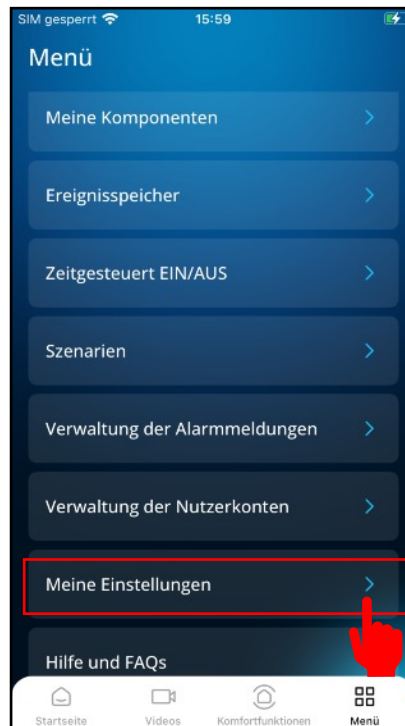 SIM gesperrt 15:59
Menü
Meine Komponenten
Ereignisspeicher
Zeitgesteuert EIN/AUS
Szenarien
Verwaltung der Alarmmeldungen
Verwaltung der Nutzerkonten
Meine Einstellungen
Hilfe und FAQs
Startseite Videos Komfortfunktionen Menü